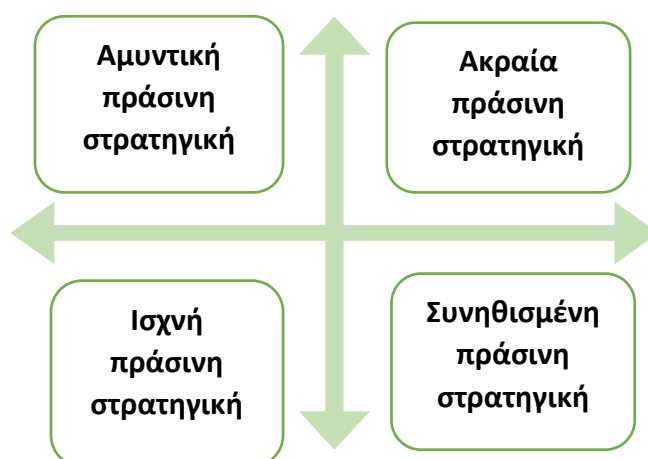 Αμυντική
πράσινη
στρατηγική
Ακραία
πράσινη
στρατηγική
Ισχνή
πράσινη
στρατηγική
Συνηθισμένη
πράσινη
στρατηγική